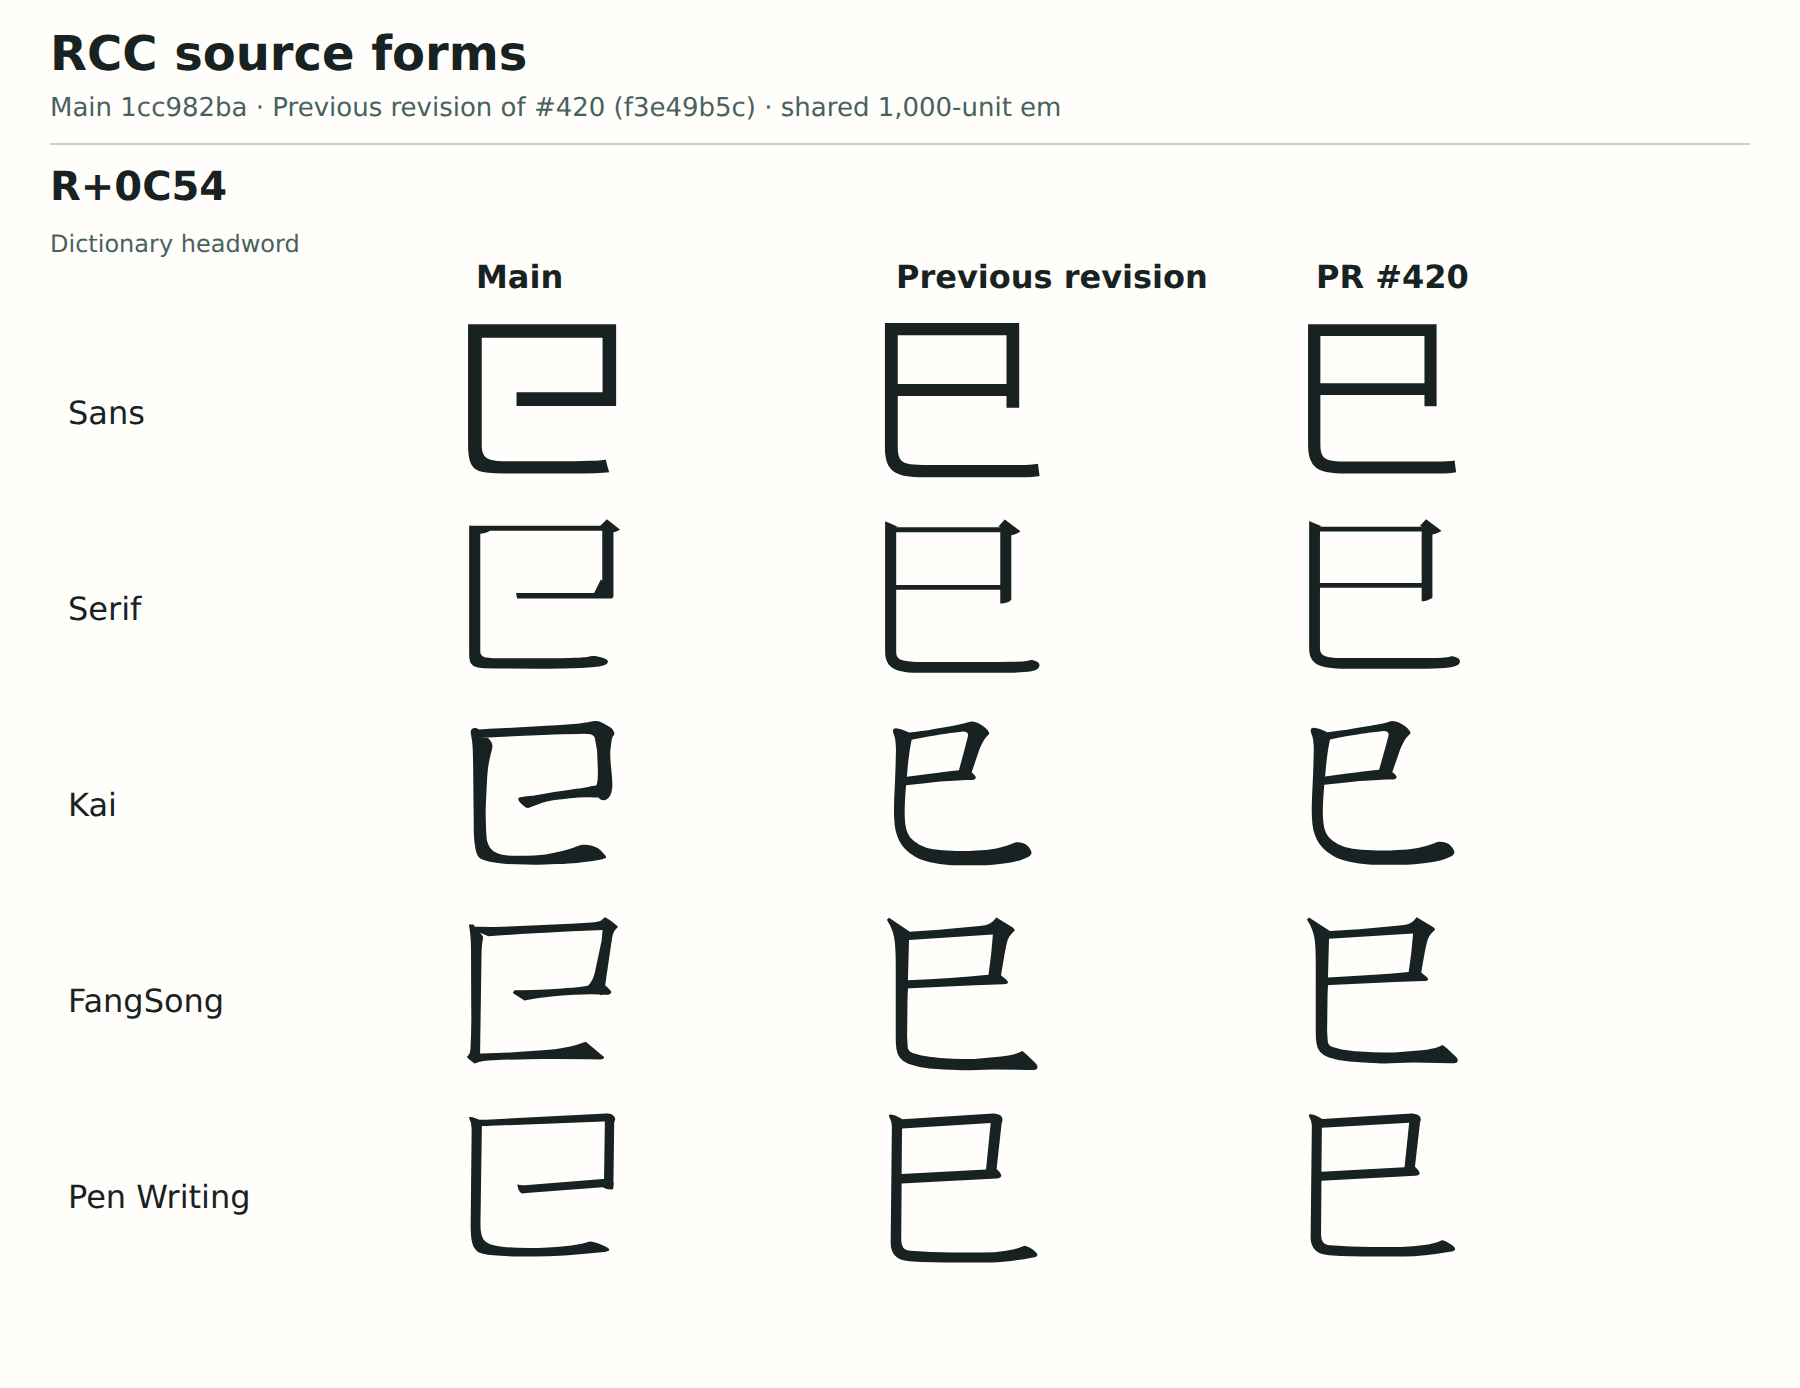 RCC source forms
Main 1cc982ba · Previous revision of #420 (f3e49b5c) · shared 1,000-unit em
R+0C54
Dictionary headword
Main Previous revision PR #420
Sans
Serif
Kai
FangSong
Pen Writing